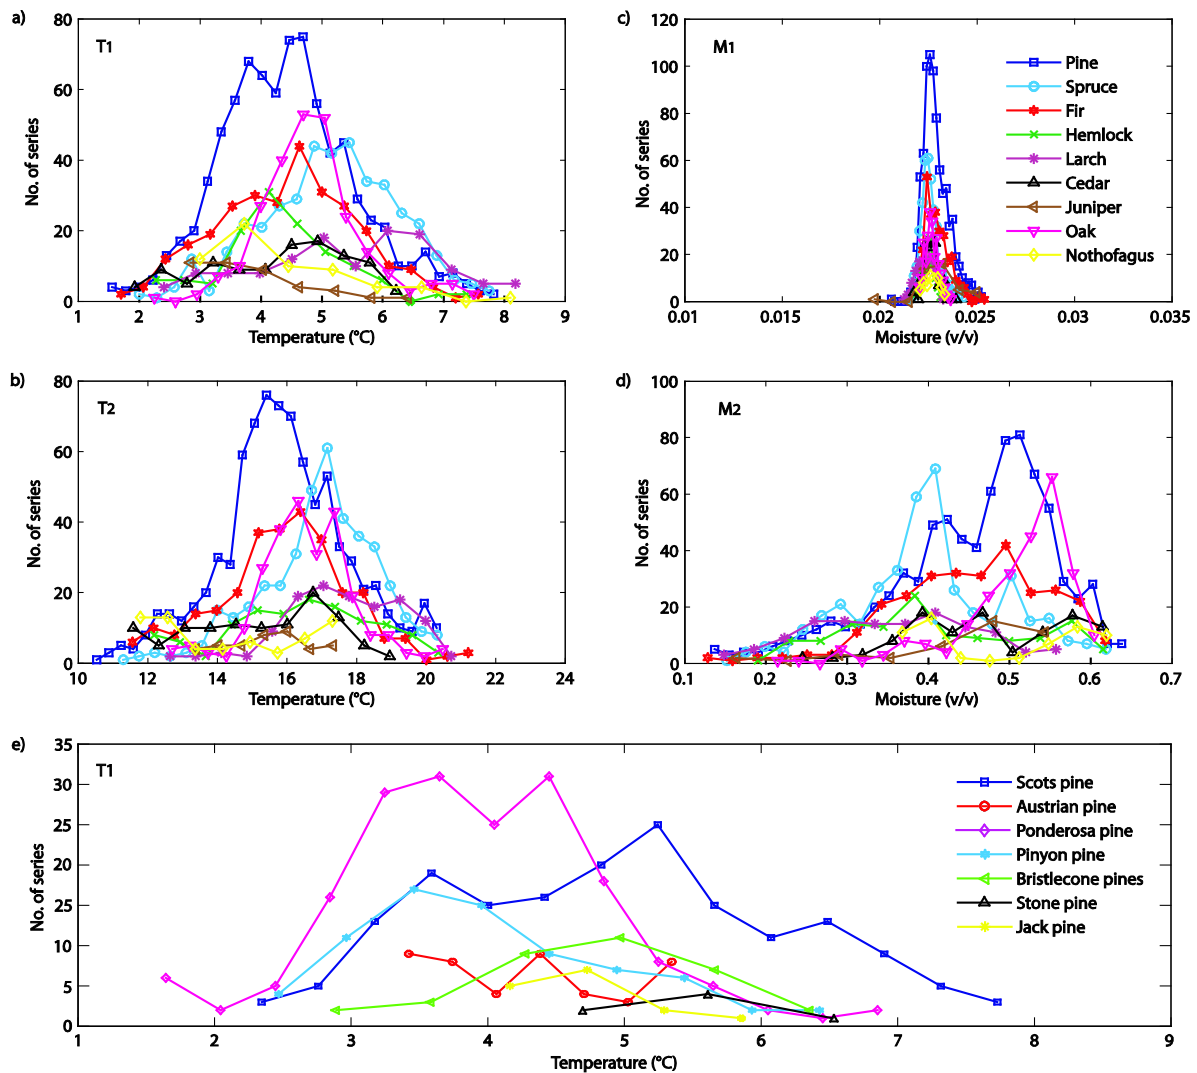 a)
T1
No. of series
80
60
40
20
0
1 2 3 4 5 6 7 8 9
Temperature (°C)
c)
M1
No. of series
120
100
80
60
40
20
0
0.01 0.015 0.02 0.025 0.03 0.035
Moisture (v/v)
Pine
Spruce
Fir
Hemlock
Larch
Cedar
Juniper
Oak
Nothofagus
b)
T2
No. of series
80
60
40
20
0
10 12 14 16 18 20 22 24
Temperature (°C)
d)
M2
No. of series
100
80
60
40
20
0
0.1 0.2 0.3 0.4 0.5 0.6 0.7
Moisture (v/v)
e)
T1
No. of series
35
30
25
20
25
10
5
0
1 2 3 4 5 6 7 8 9
Temperature (°C)
Scots pine
Austrian pine
Ponderosa pine
Pinyon pine
Bristlecone pines
Stone pine
Jack pine